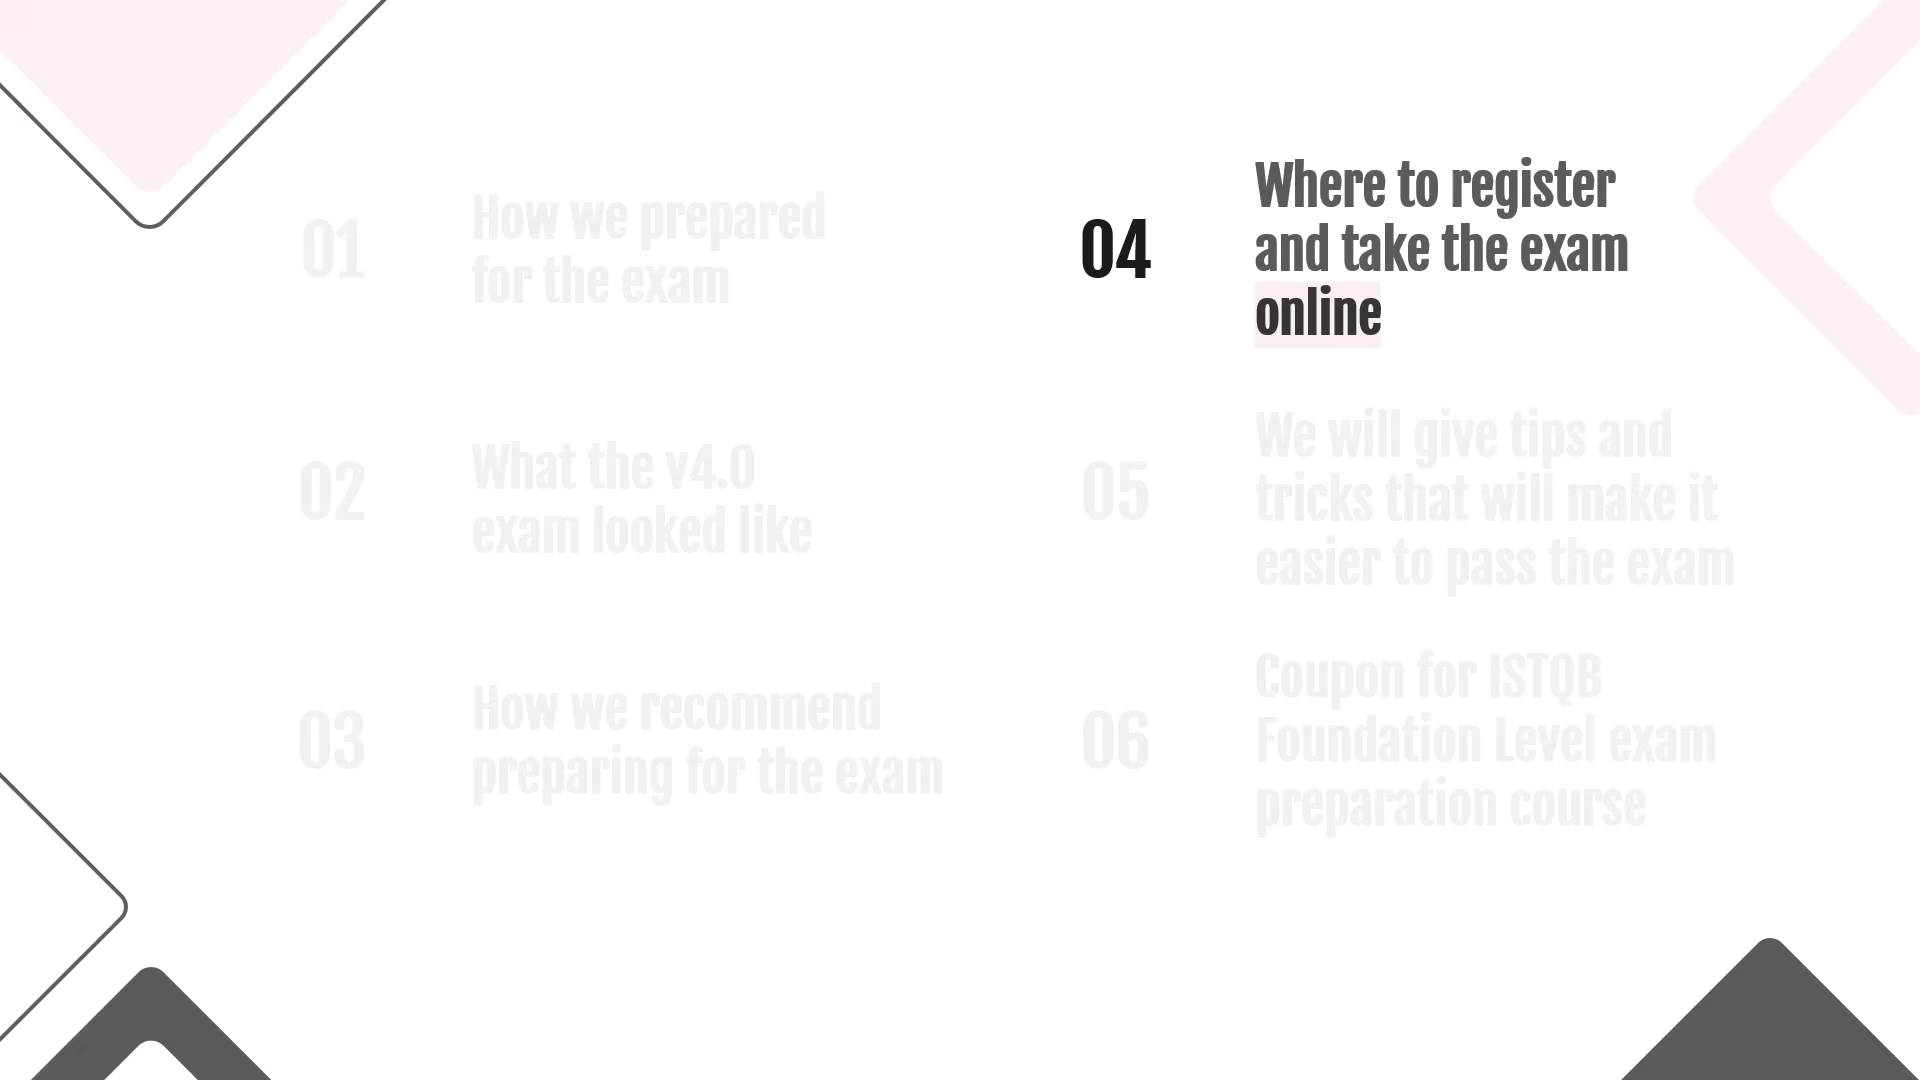 01
How we prepared
for the exam
02
What the v4.0
exam looked like
03
How we recommend
preparing for the exam
04
Where to register
and take the exam
online
05
We will give tips and
tricks that will make it
easier to pass the exam
06
Coupon for ISTQB
Foundation Level exam
preparation course